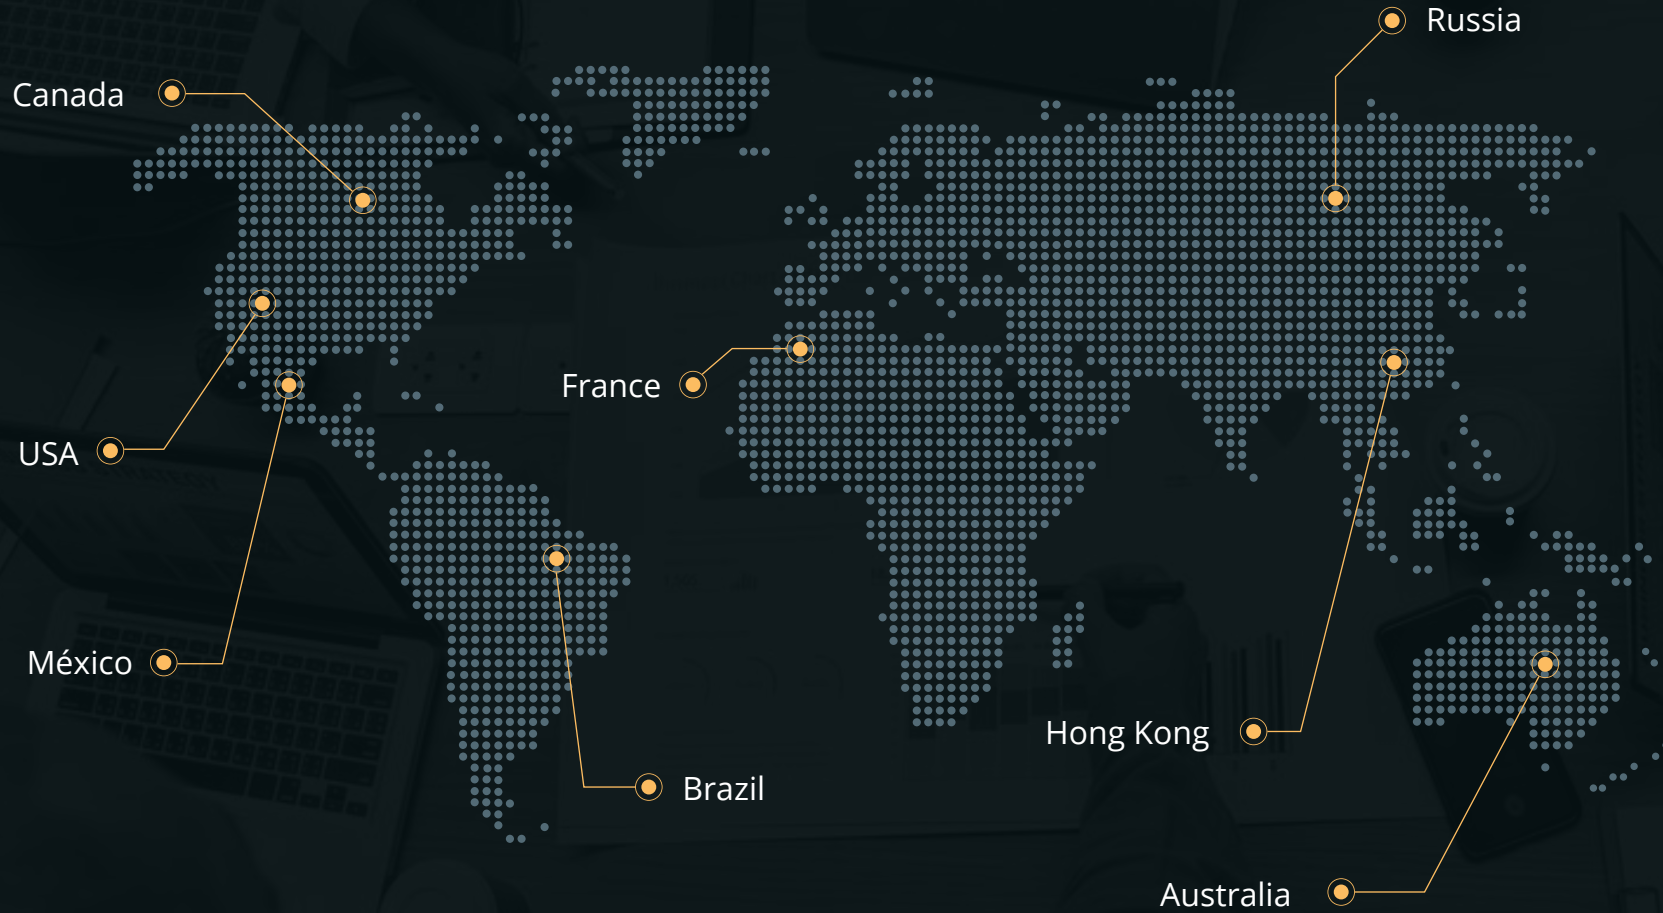 Russia
Canada
France
USA
México
Hong Kong
Brazil
Australia